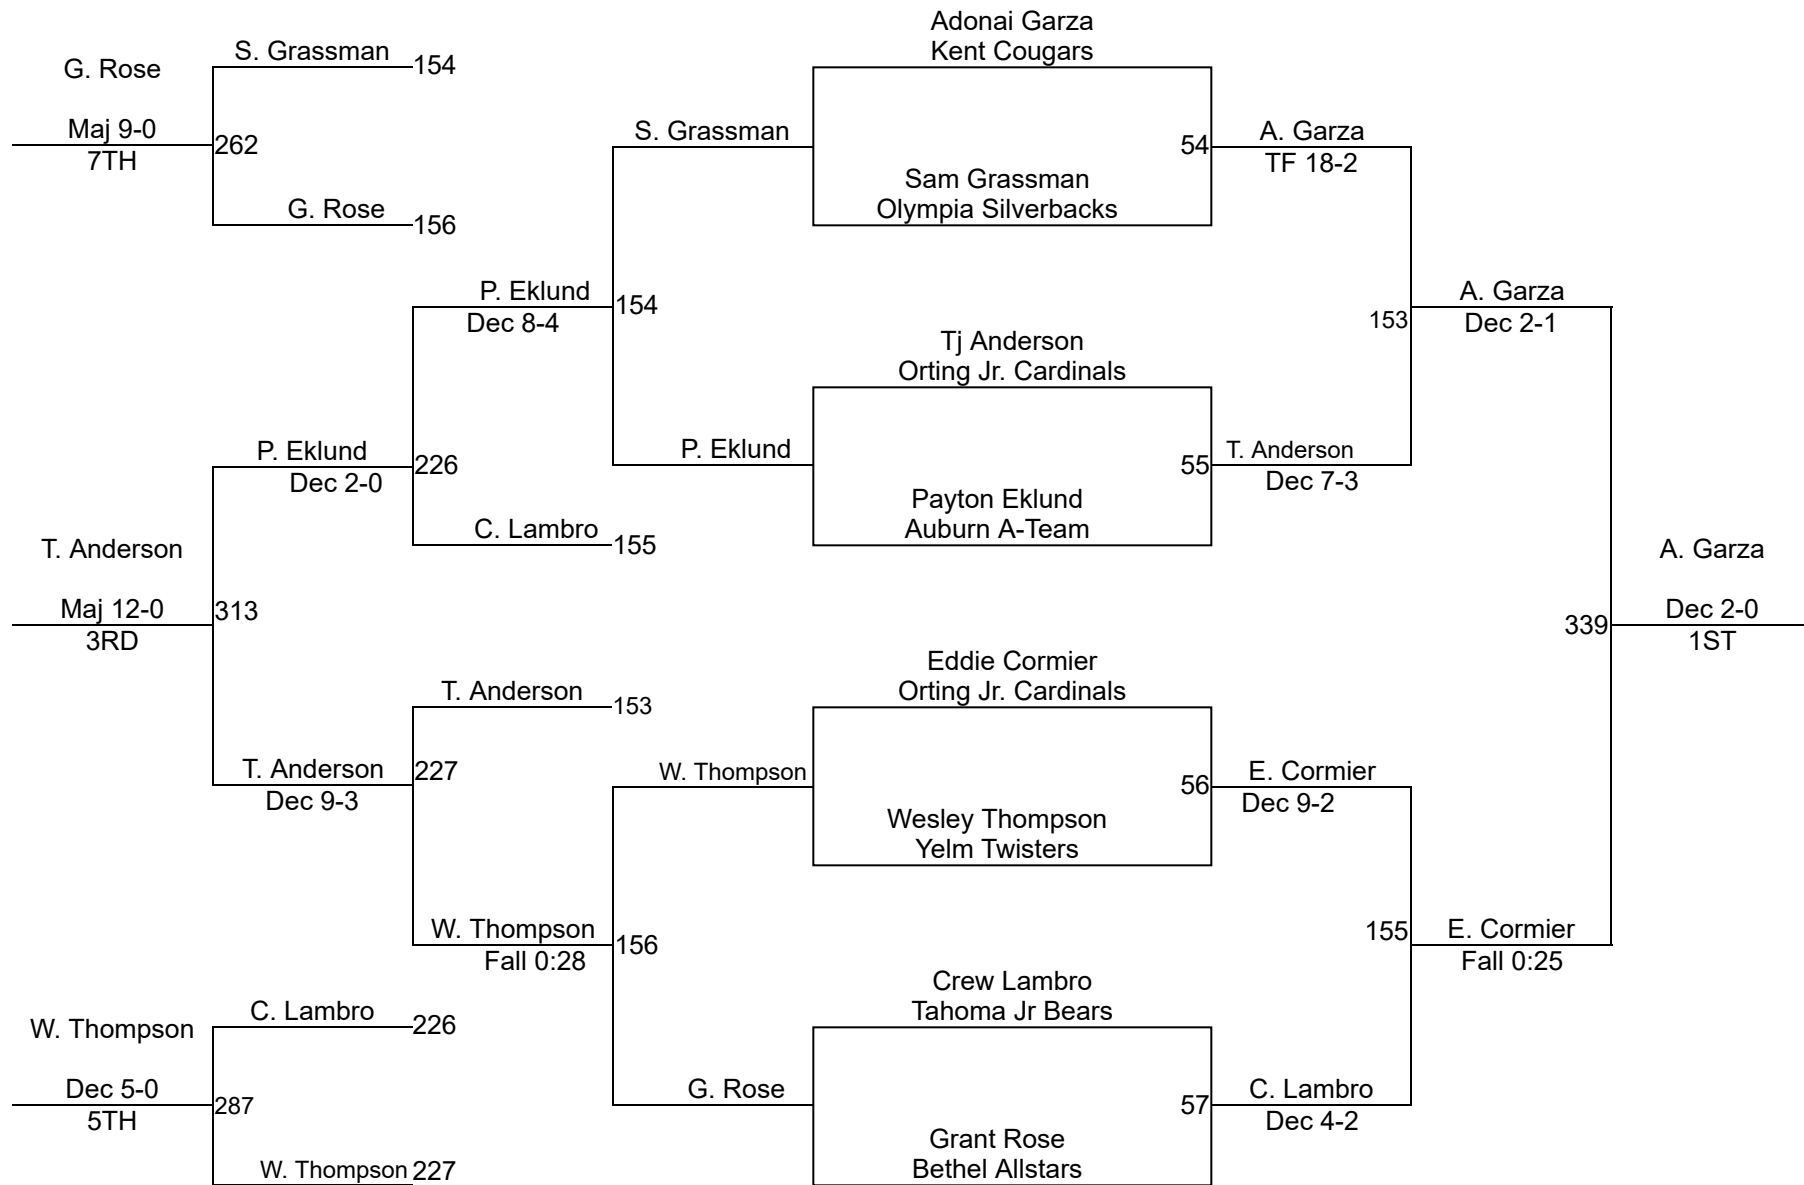 Adonai Garza
Kent Cougars
S. Grassman
154
G. Rose
Maj 9-0
7TH
262
S. Grassman
54
A. Garza
TF 18-2
Sam Grassman
Olympia Silverbacks
G. Rose
156
P. Eklund
Dec 8-4
154
A. Garza
Dec 2-1
153
Tj Anderson
Orting Jr. Cardinals
P. Eklund
Dec 2-0
226
P. Eklund
55
T. Anderson
Dec 7-3
Payton Eklund
Auburn A-Team
C. Lambro
155
T. Anderson
Maj 12-0
3RD
313
A. Garza
Dec 2-0
1ST
339
Eddie Cormier
Orting Jr. Cardinals
T. Anderson
153
T. Anderson
Dec 9-3
227
W. Thompson
56
E. Cormier
Dec 9-2
Wesley Thompson
Yelm Twisters
W. Thompson
Fall 0:28
156
155
E. Cormier
Fall 0:25
Crew Lambro
Tahoma Jr Bears
C. Lambro
226
W. Thompson
Dec 5-0
5TH
287
G. Rose
57
C. Lambro
Dec 4-2
Grant Rose
Bethel Allstars
W. Thompson
227